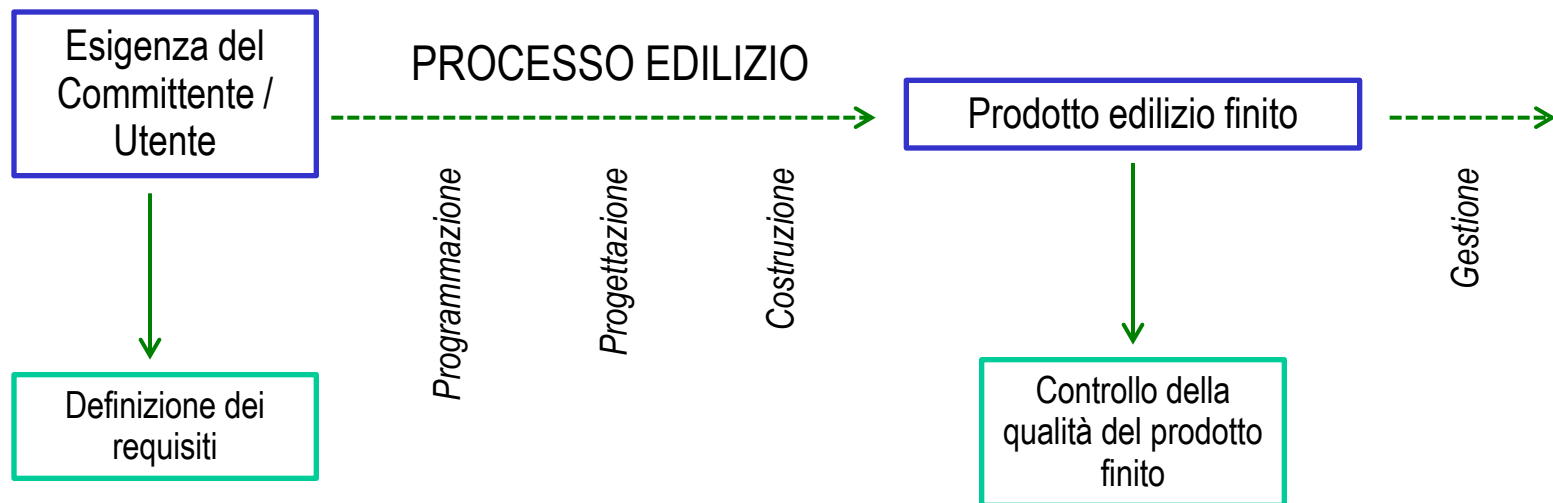 Esigenza del
Committente /
Utente
PROCESSO EDILIZIO
Prodotto edilizio finito
Programmazione
Progettazione
Costruzione
Gestione
Definizione dei
requisiti
Controllo della
qualità del prodotto
finito